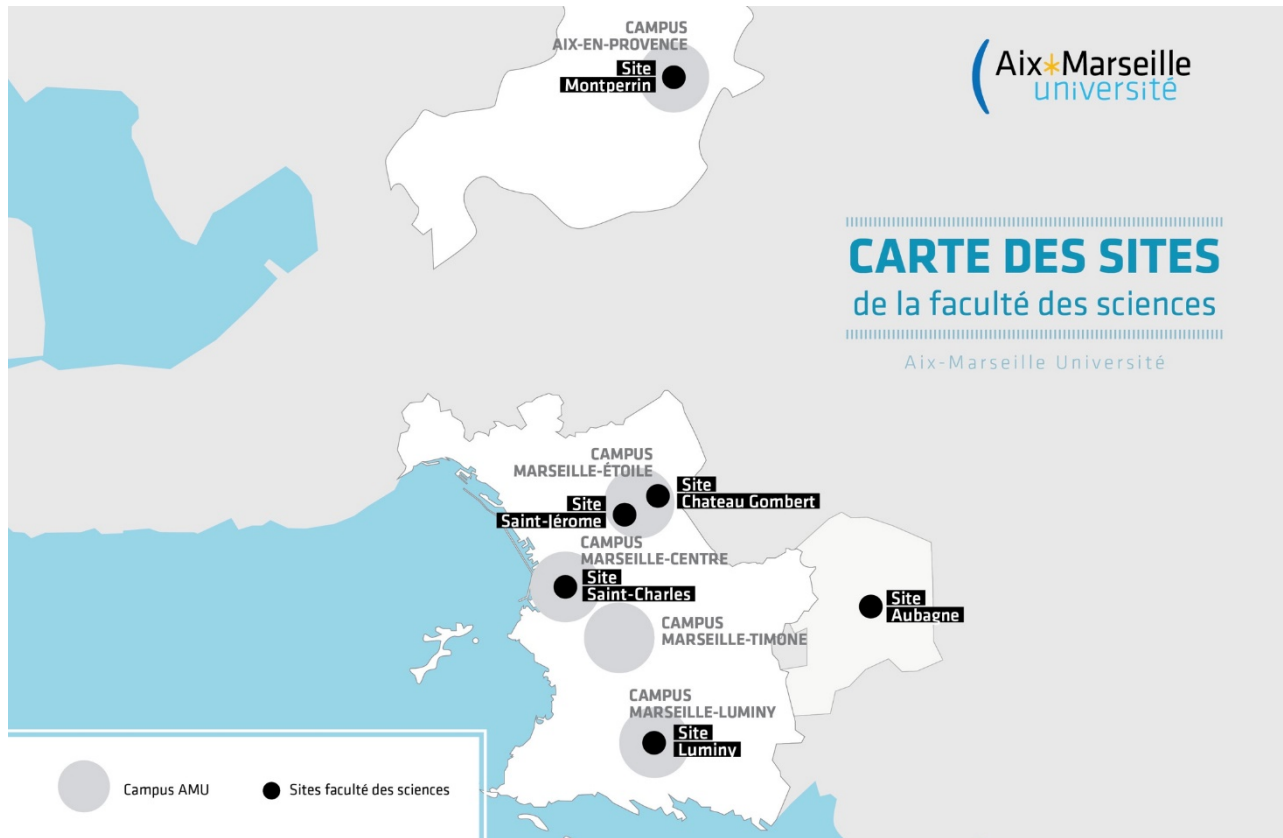 CAMPUS
AIX-EN-PROVENCE
Site
Montperrin
Aix Marseille
université
CARTE DES SITES
de la faculté des sciences
Aix-Marseille Université
CAMPUS
MARSEILLE-ÉTOILE
Site
Chateau Gombert
Site
Saint-Jérome
CAMPUS
MARSEILLE-CENTRE
Site
Saint-Charles
Site
Aubagne
CAMPUS
MARSEILLE-TIMONE
CAMPUS
MARSEILLE-LUMINY
Site
Luminy
Campus AMU
Sites faculté des sciences